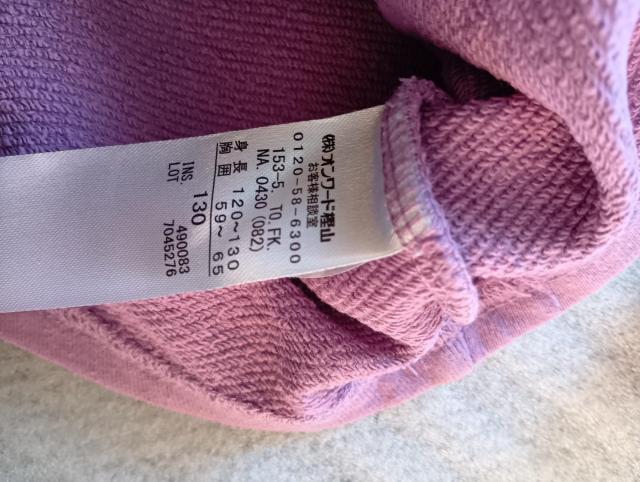 ㈱オンワード樫山
お客様相談室
0120-58-6300
153-5. TO. FK.
NA. 0430 (082)
身長 120~130
胸囲 59~ 65
130
INS. 490083
LOT 7045276